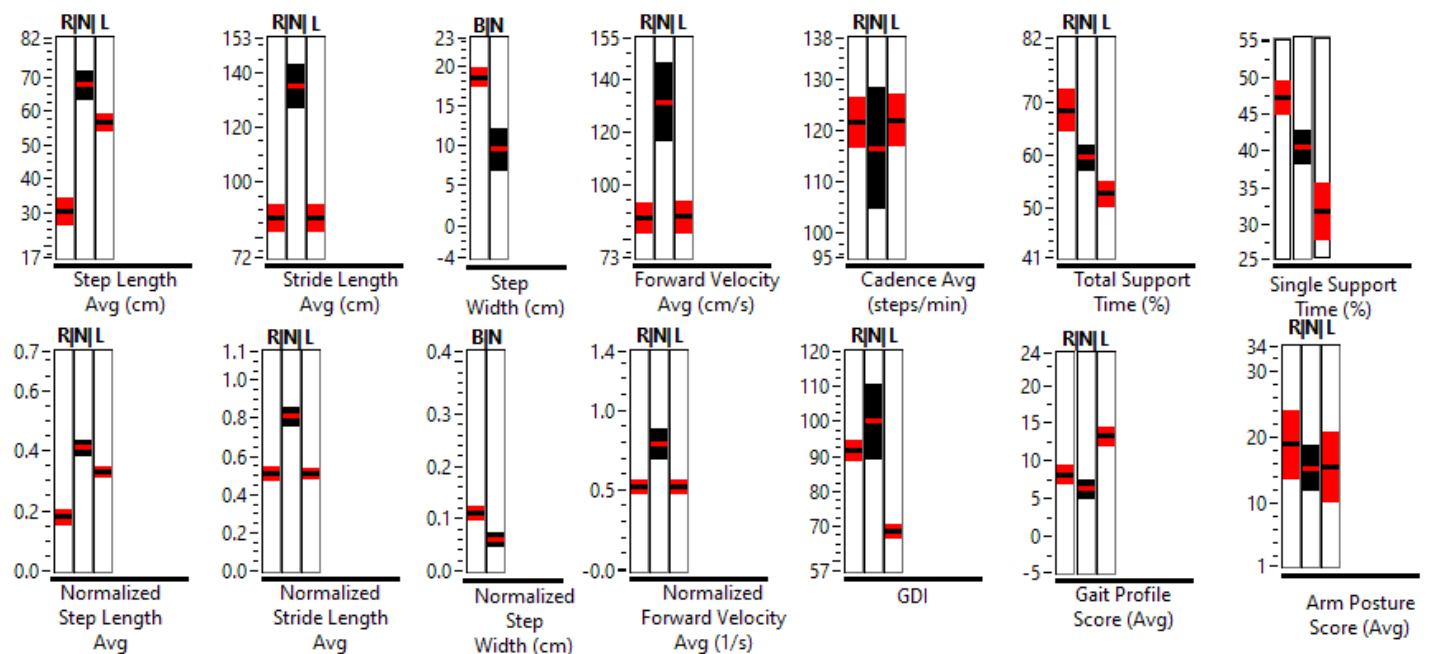 R|N| L
82
70
60
50
40
30
17
Step Length
Avg (cm)
R|N| L
153
140
120
100
72
Stride Length
Avg (cm)
B|N
23
20
15
10
5
0
-4
Step
Width (cm)
R|N| L
155
140
120
100
73
Forward Velocity
Avg (cm/s)
R|N| L
138
130
120
110
100
95
Cadence Avg
(steps/min)
R|N| L
82
70
60
50
41
Total Support
Time (%)
55
50
45
40
35
30
25
Single Support
Time (%)
R|N| L
0.7
0.6
0.4
0.2
0.0
Normalized
Step Length
Avg
R|N| L
1.1
1.0
0.8
0.6
0.4
0.2
0.0
Normalized
Stride Length
Avg
B|N
0.4
0.3
0.2
0.1
0.0
Normalized
Step
Width (cm)
R|N| L
1.4
1.0
0.5
-0.0
Normalized
Forward Velocity
Avg (1/s)
R|N| L
120
110
100
90
80
70
57
GDI
R|N| L
24
20
15
10
5
0
-5
Gait Profile
Score (Avg)
R|N| L
34
30
20
10
1
Arm Posture
Score (Avg)